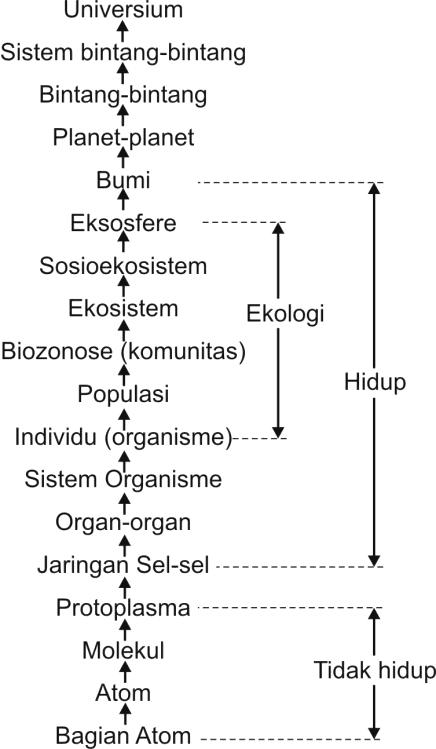 Universium
Sistem bintang-bintang
Bintang-bintang
Planet-planet
Bumi
Eksosfere
Sosioekosistem
Ekosistem
Ekologi
Biozonose (komunitas)
Hidup
Populasi
Individu (organisme)
Sistem Organisme
Organ-organ
Jaringan Sel-sel
Protoplasma
Molekul
Tidak hidup
Atom
Bagian Atom